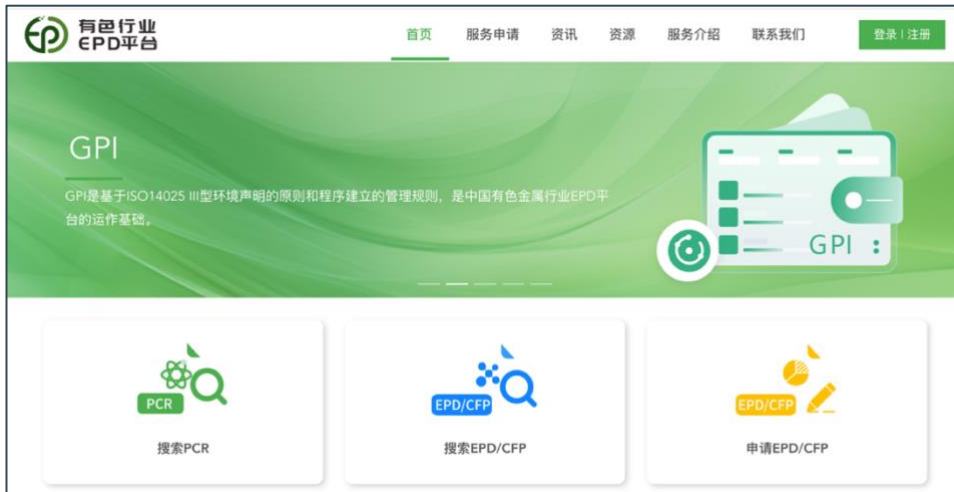 有色行业
EPD平台
首页 服务申请 资讯 资源 服务介绍 联系我们 登录 | 注册
GPI
GPI是基于ISO14025 III型环境声明的原则和程序建立的管理规则，是中国有色金属行业EPD平
台的运作基础。
GPI
PCR
搜索PCR
EPD/CFP
搜索EPD/CFP
EPD/CFP
申请EPD/CFP